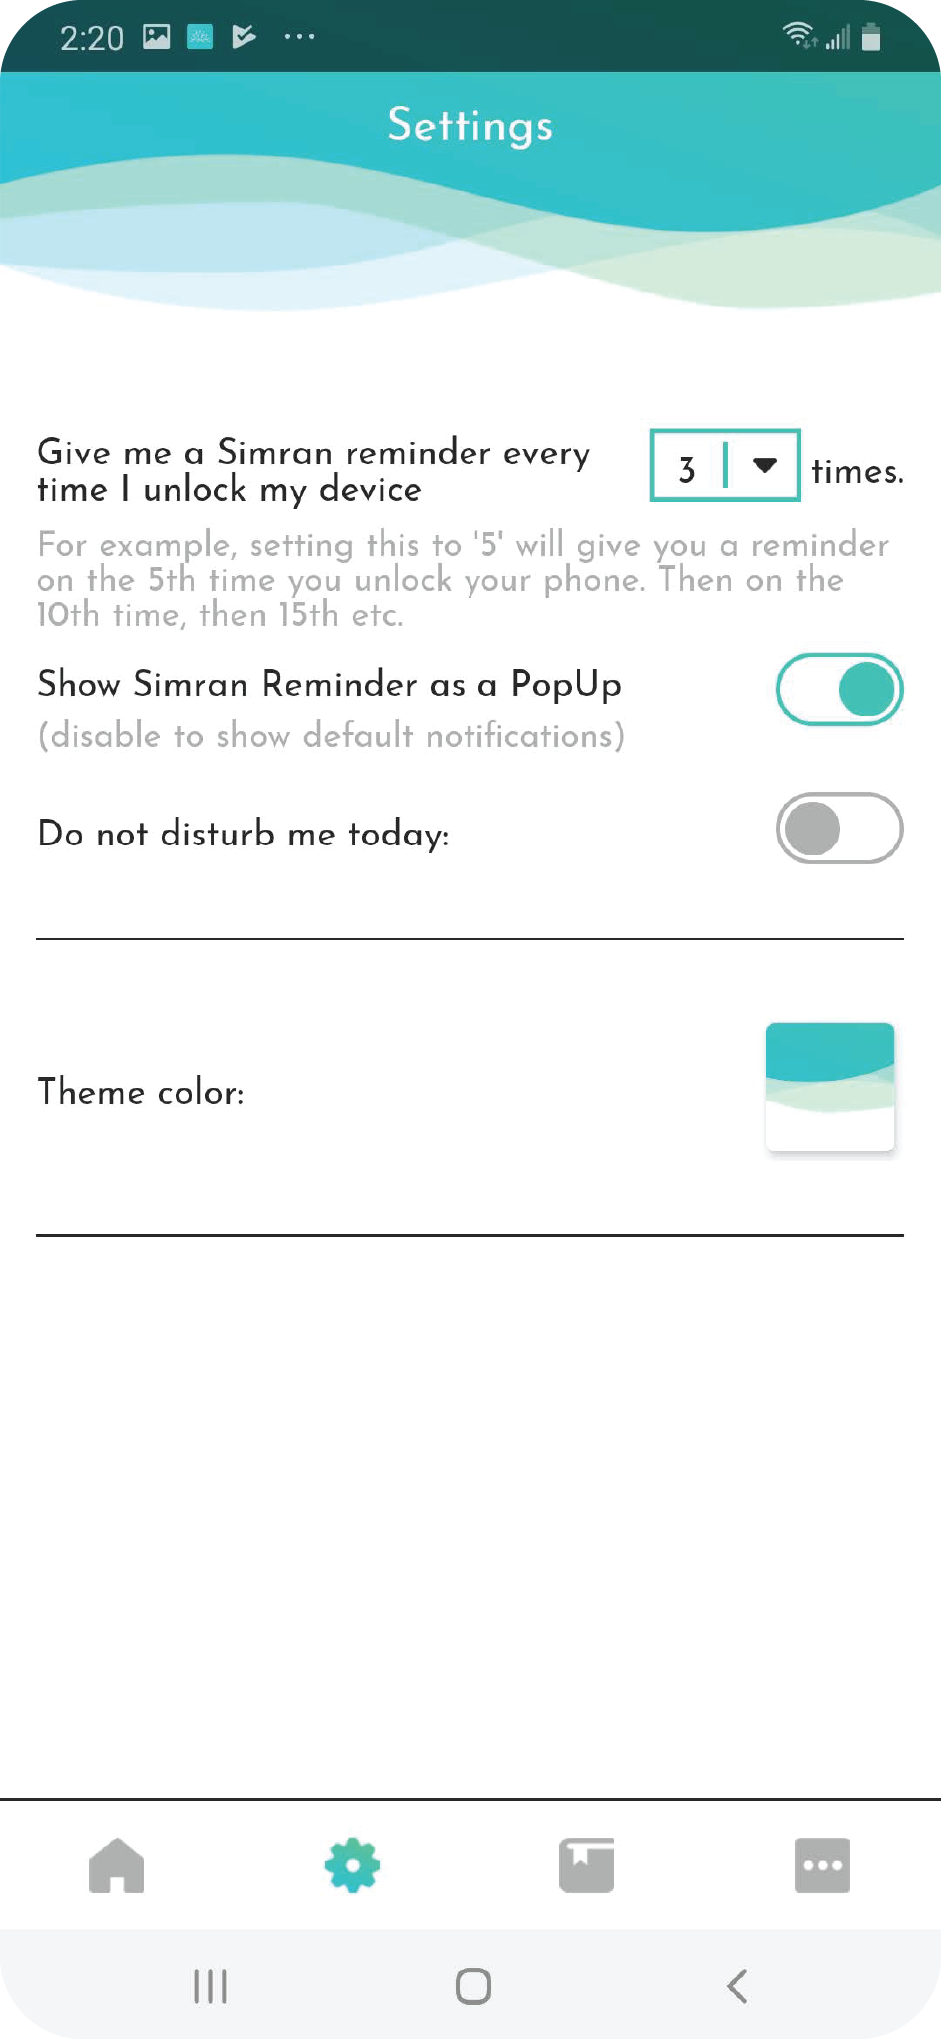 2:20
Settings
Give me a Simran reminder every
time I unlock my device
3
times.
For example, setting this to '5' will give you a reminder
on the 5th time you unlock your phone. Then on the
10th time, then 15th etc.
Show Simran Reminder as a PopUp
(disable to show default notifications)
Do not disturb me today:
Theme color: